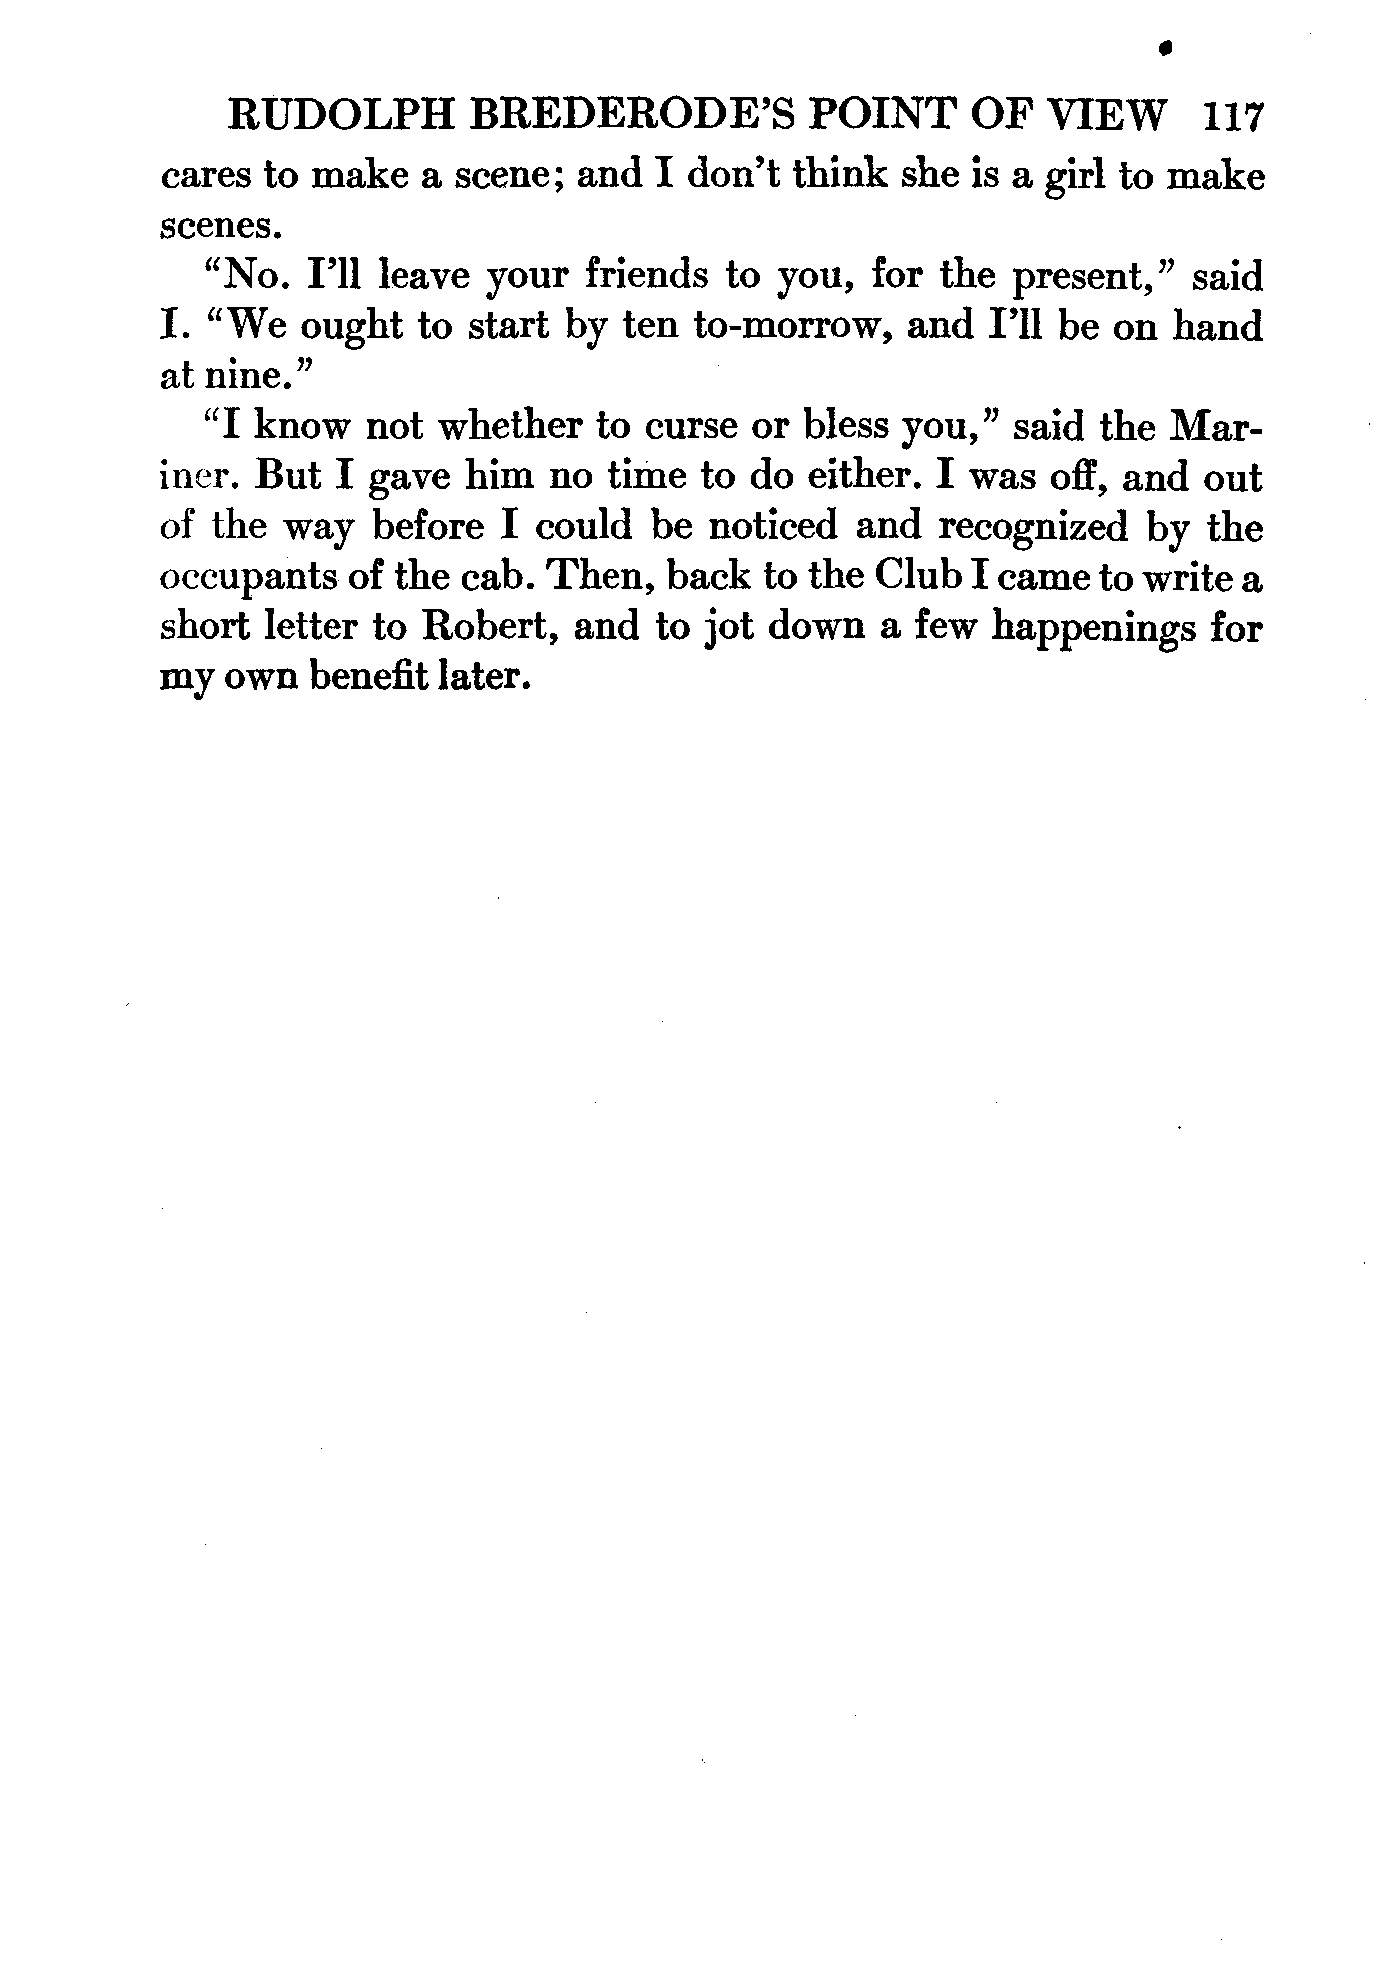 RUDOLPH BREDERODE’S POINT OF VIEW 117
cares to make a scene; and I don’t think she is a girl to make
scenes.
“No. I’ll leave your friends to you, for the present,” said
I. “We ought to start by ten to-morrow, and I’ll be on hand
at nine.”
“I know not whether to curse or bless you,” said the Mar-
iner. But I gave him no time to do either. I was off, and out
of the way before I could be noticed and recognized by the
occupants of the cab. Then, back to the Club I came to write a
short letter to Robert, and to jot down a few happenings for
my own benefit later.